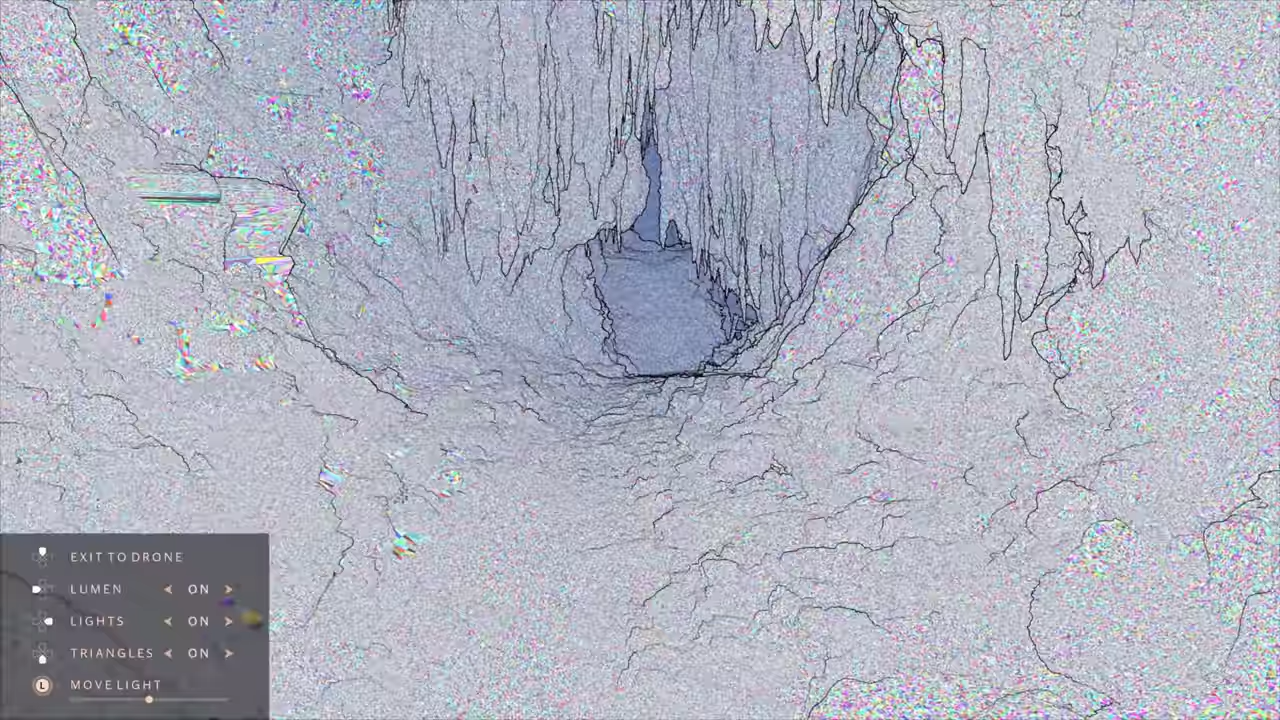 EXIT TO DRONE
LUMEN ON
LIGHTS ON
TRIANGLES ON
L MOVE LIGHT